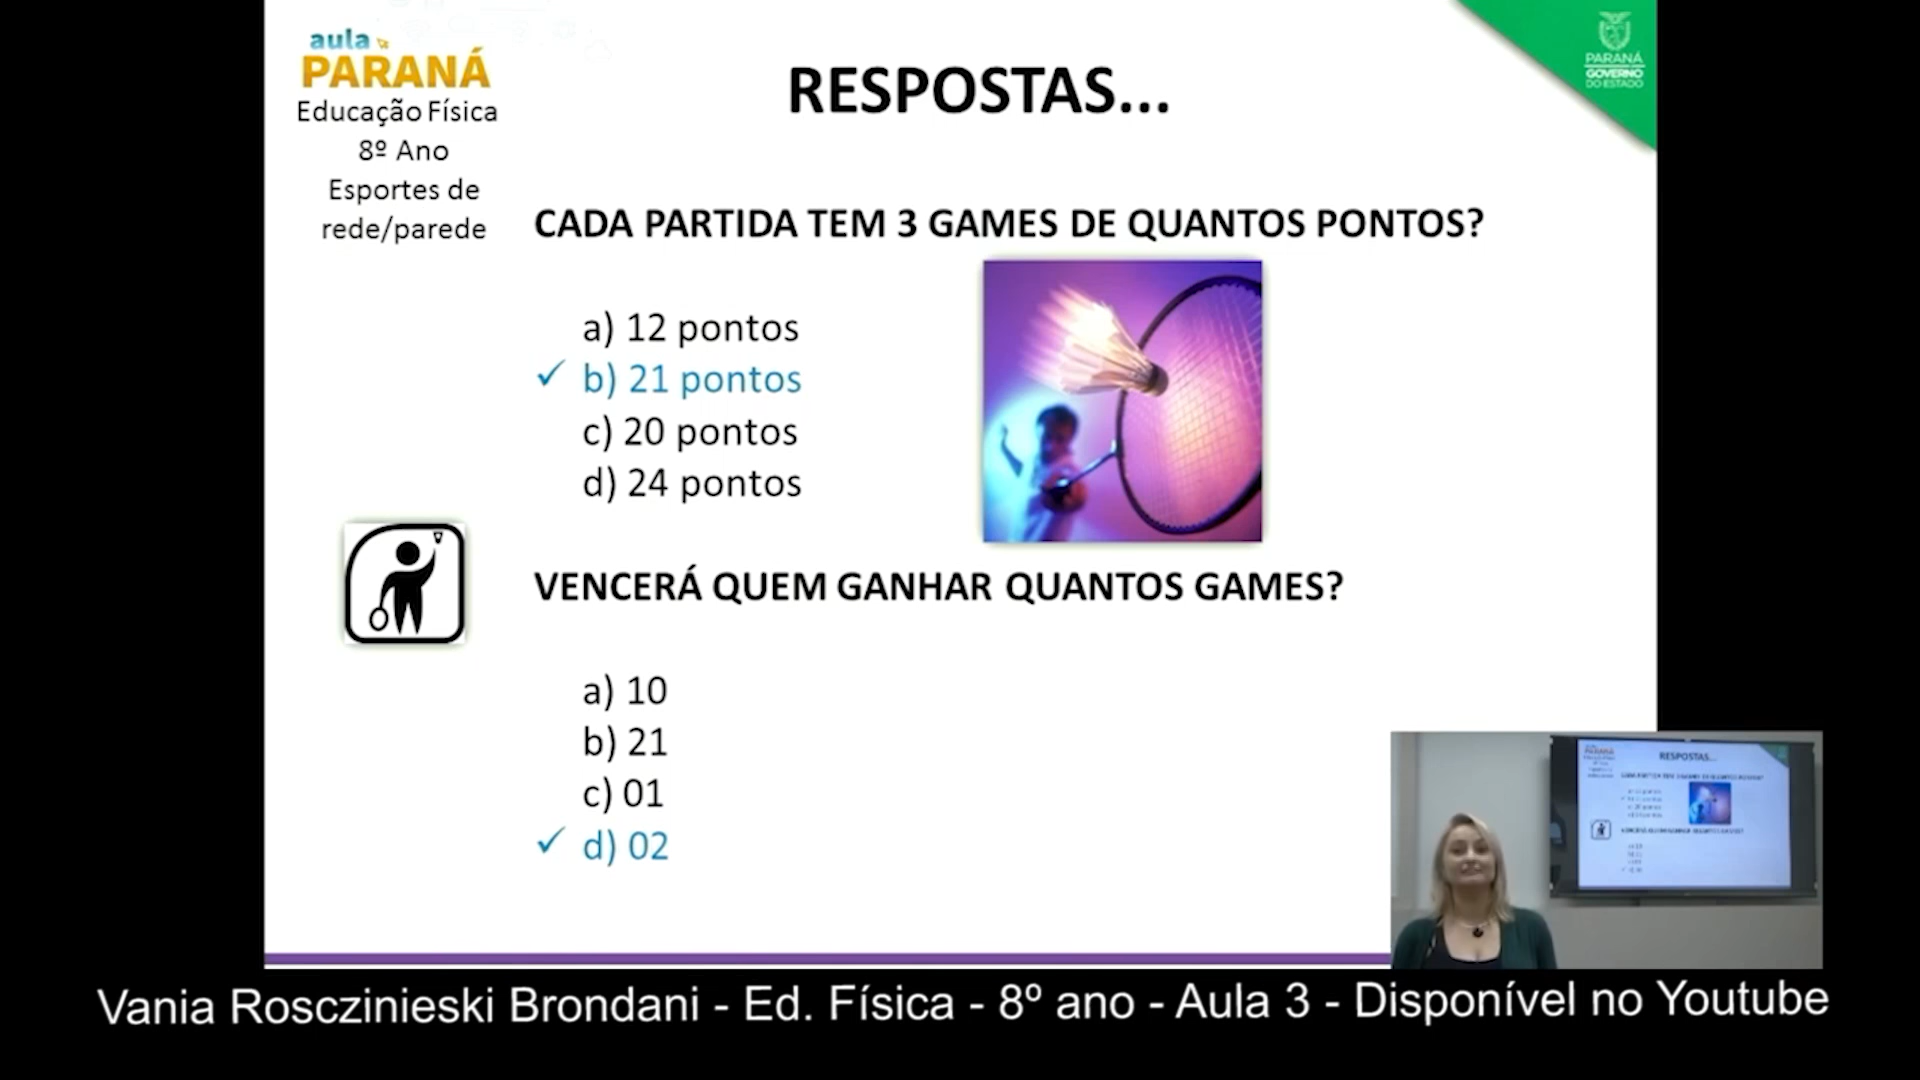 aula
PARANÁ
Educação Física
8º Ano
Esportes de
rede/parede
RESPOSTAS...
PARANÁ
GOVERNO
DO ESTADO
CADA PARTIDA TEM 3 GAMES DE QUANTOS PONTOS?
a) 12 pontos
✓ b) 21 pontos
c) 20 pontos
d) 24 pontos
VENCERÁ QUEM GANHAR QUANTOS GAMES?
a) 10
b) 21
c) 01
✓ d) 02
RESPOSTAS...
Vania Rosczinieski Brondani - Ed. Física - 8º ano - Aula 3 - Disponível no Youtube